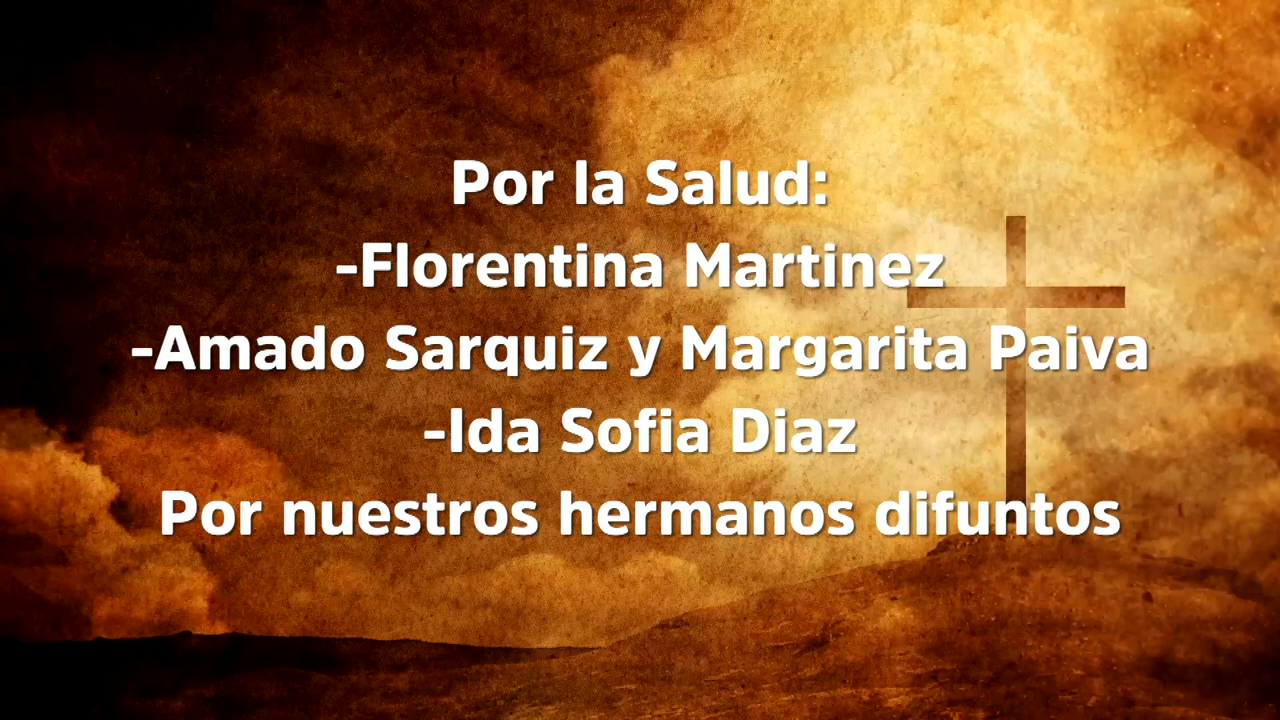 Por la Salud:
-Florentina Martinez
-Amado Sarquiz y Margarita Paiva
-Ida Sofia Diaz
Por nuestros hermanos difuntos